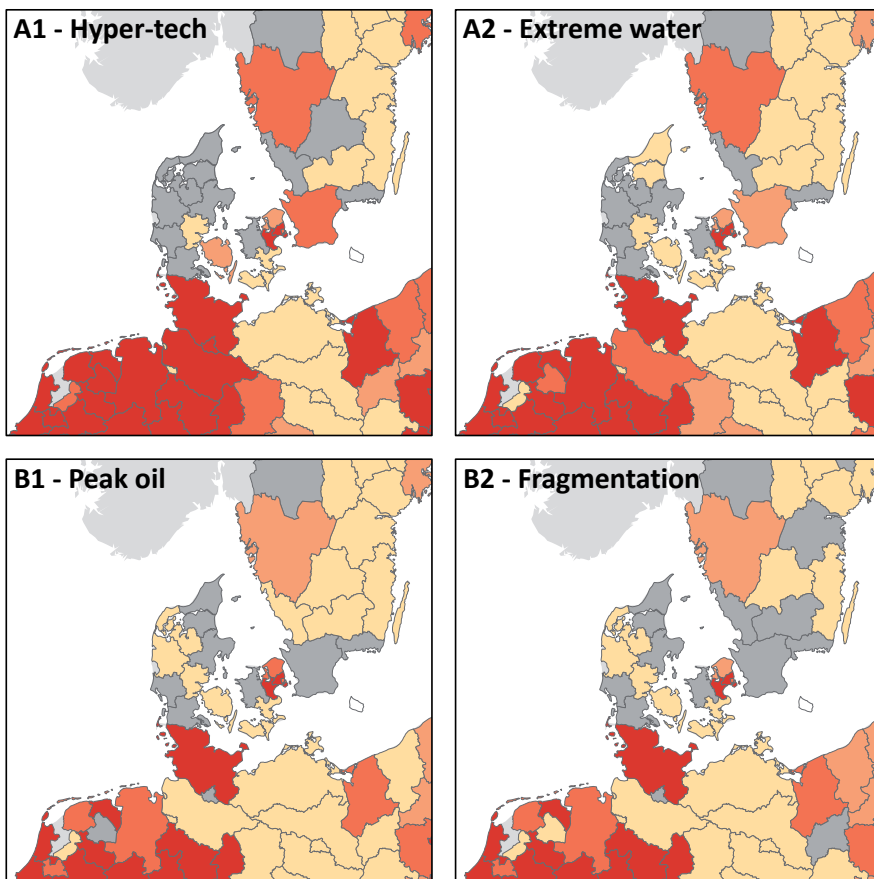 A1 - Hyper-tech
A2 - Extreme water
B1 - Peak oil
B2 - Fragmentation